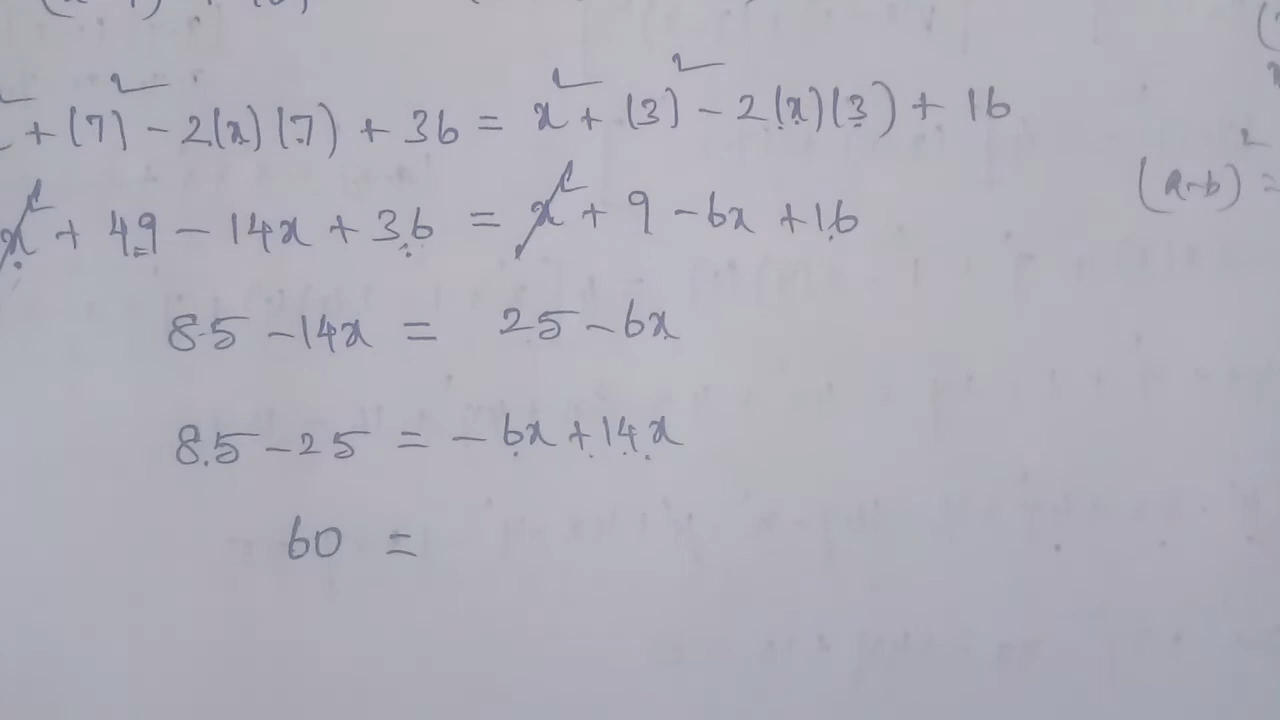 + (7)² - 2(x)(7) + 36 = x² + (3)² - 2(x)(3) + 16
(a-b)² =
x² + 49 - 14x + 36 = x² + 9 - 6x + 16
85 - 14x = 25 - 6x
85 - 25 = - 6x + 14x
60 =